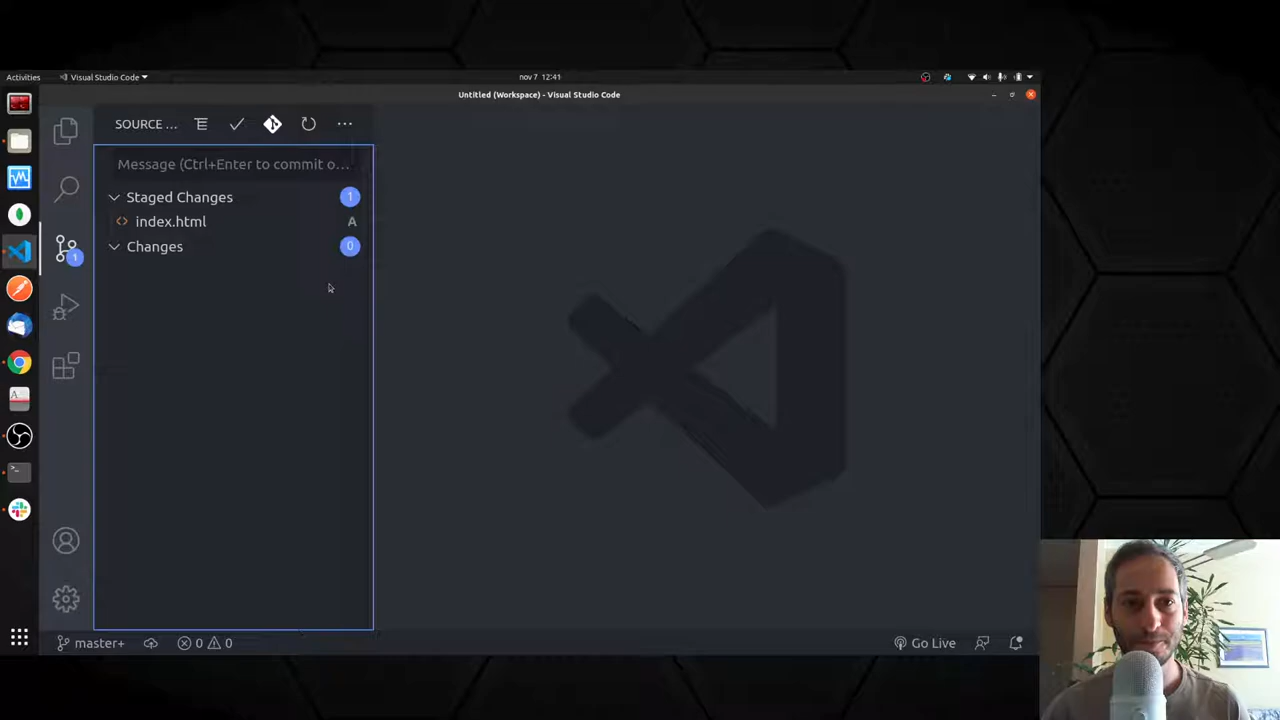 Activities
Visual Studio Code
nov 7 12:41
Untitled (Workspace) - Visual Studio Code
SOURCE ...
Message (Ctrl+Enter to commit o...
Staged Changes
1
index.html
A
Changes
0
1
master+
0
0
Go Live